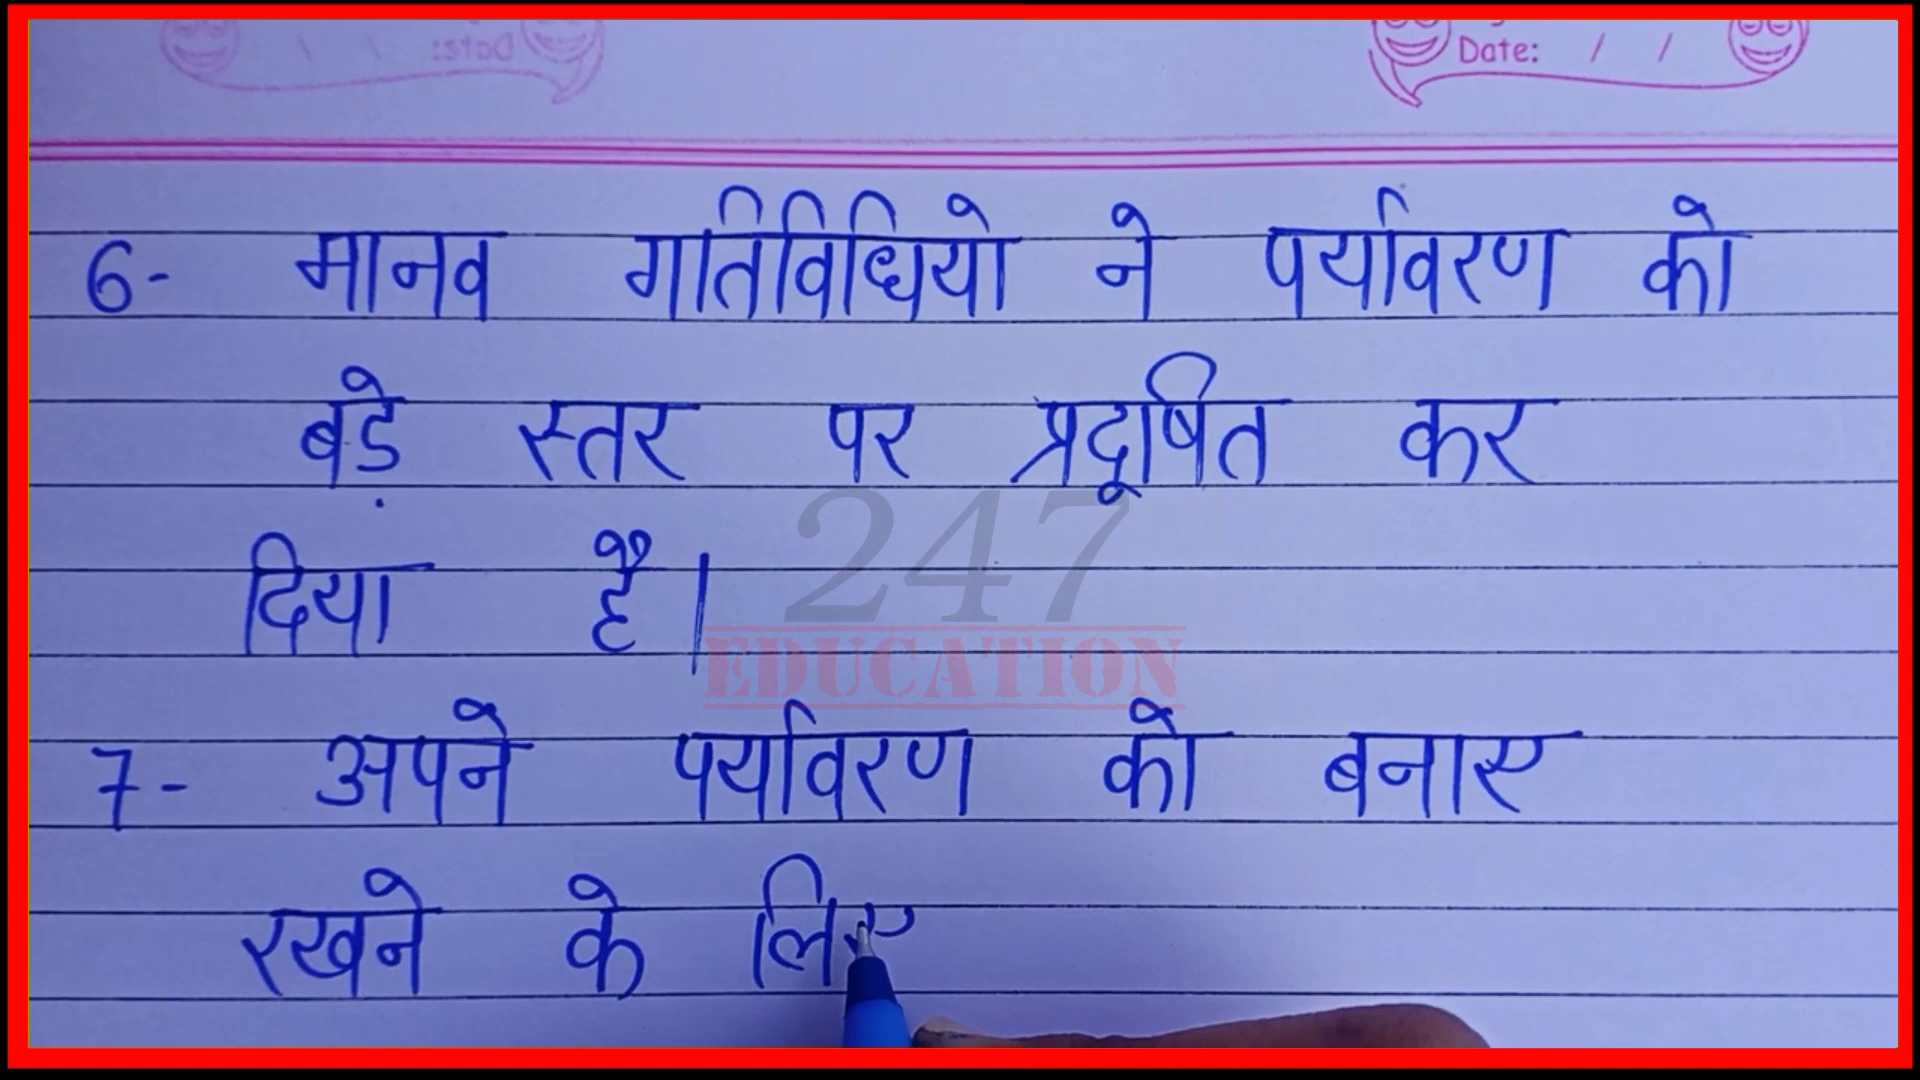 Date: / /
6- मानव गतिविधियो ने पर्यावरण को
बड़े स्तर पर प्रदूषित कर
दिया है।
247
EDUCATION
7- अपने पर्यावरण को बनाए
रखने के लिए